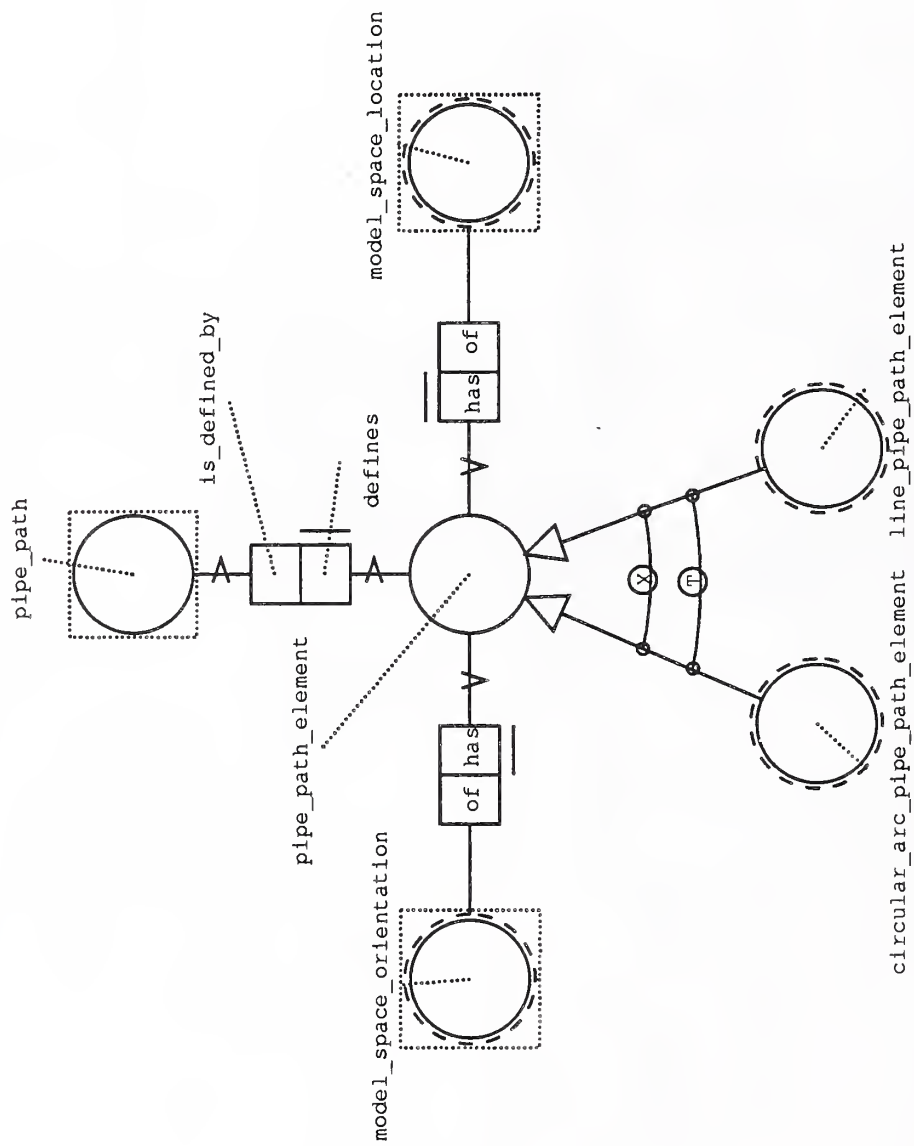 pipe_path
is_defined_by
defines
pipe_path_element
model_space_orientation
of
has
has
of
model_space_location
X
T
circular_arc_pipe_path_element
line_pipe_path_element